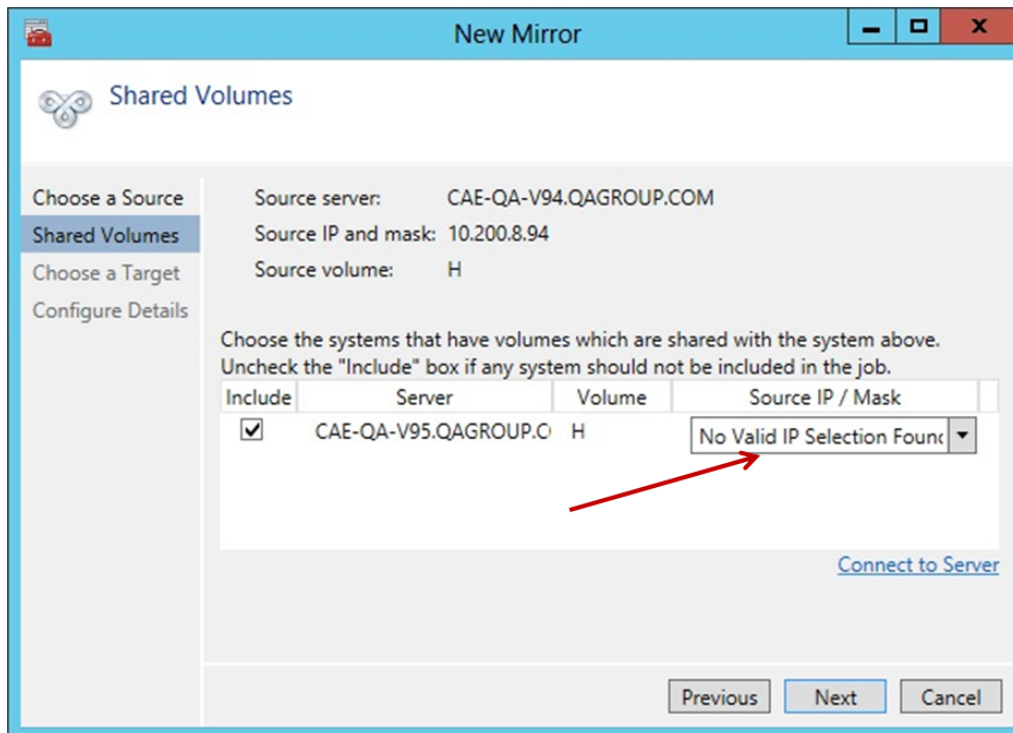 New Mirror
Shared Volumes
Choose a Source
Shared Volumes
Choose a Target
Configure Details
Source server: CAE-QA-V94.QAGROUP.COM
Source IP and mask: 10.200.8.94
Source volume: H
Choose the systems that have volumes which are shared with the system above.
Uncheck the "Include" box if any system should not be included in the job.
Include Server Volume Source IP / Mask
CAE-QA-V95.QAGROUP.C H No Valid IP Selection Found
Connect to Server
Previous Next Cancel